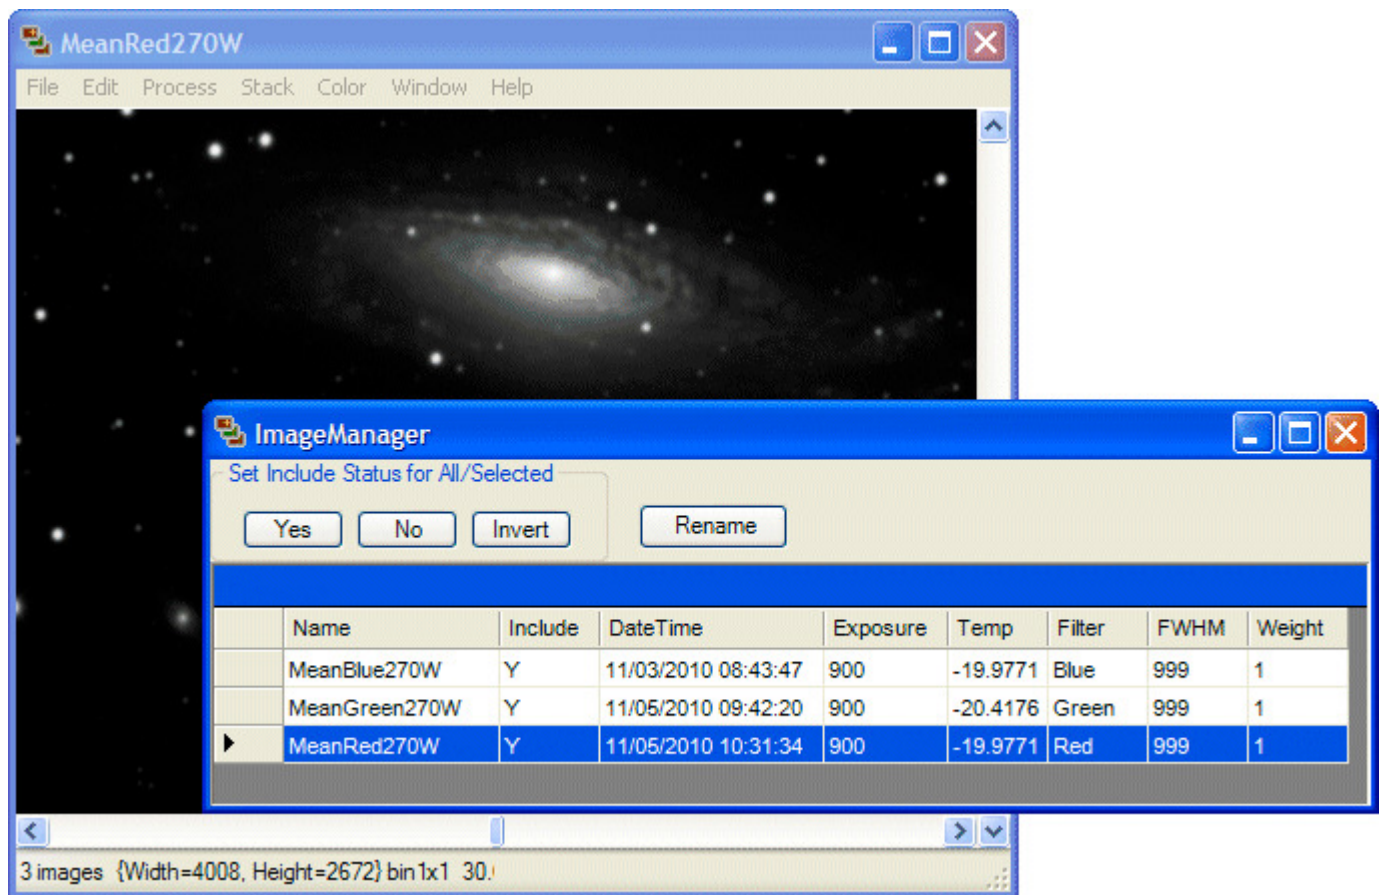 MeanRed270W
File Edit Process Stack Color Window Help
ImageManager
Set Include Status for All/Selected
Yes No Invert Rename
Name Include DateTime Exposure Temp Filter FWHM Weight
MeanBlue270W Y 11/03/2010 08:43:47 900 -19.9771 Blue 999 1
MeanGreen270W Y 11/05/2010 09:42:20 900 -20.4176 Green 999 1
MeanRed270W Y 11/05/2010 10:31:34 900 -19.9771 Red 999 1
3 images {Width=4008, Height=2672} bin1x1 30.